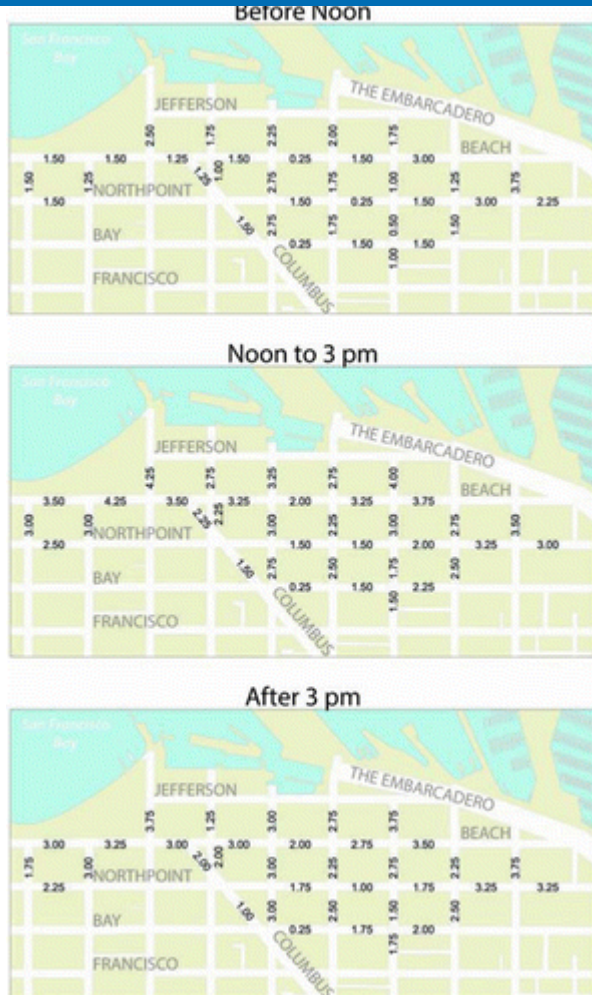 Before Noon
San Francisco
Bay
JEFFERSON
THE EMBARCADERO
2.50 1.75 2.25 2.00 1.75
BEACH
1.50 1.50 1.25 1.50 0.25 1.50 3.00
1.50 1.25 1.25 1.00 2.75 1.75 1.00 1.25 3.75
NORTHPOINT
1.50 1.50 0.25 1.50 3.00 2.25
1.50 2.75 1.75 0.50 1.50
BAY
0.25 1.50 1.50
1.00
COLUMBUS
FRANCISCO
Noon to 3 pm
San Francisco
Bay
JEFFERSON
THE EMBARCADERO
4.25 2.75 3.25 2.75 4.00
BEACH
3.50 4.25 3.50 3.25 2.00 3.25 3.75
3.00 3.00 2.25 2.25 3.00 2.25 3.00 2.75 3.50
NORTHPOINT
2.50 1.50 1.50 2.00 3.25 3.00
1.50 2.75 2.50 1.75 2.50
BAY
0.25 1.50 2.25
1.50
COLUMBUS
FRANCISCO
After 3 pm
San Francisco
Bay
JEFFERSON
THE EMBARCADERO
3.75 1.25 3.00 2.75 3.75
BEACH
3.00 3.25 3.00 3.00 2.00 2.75 3.50
1.75 3.00 2.00 2.00 3.00 2.25 2.75 2.25 3.75
NORTHPOINT
2.25 1.75 1.00 1.75 3.25 3.25
1.00 3.00 2.50 1.50 2.50
BAY
0.25 1.75 2.00
1.75
COLUMBUS
FRANCISCO